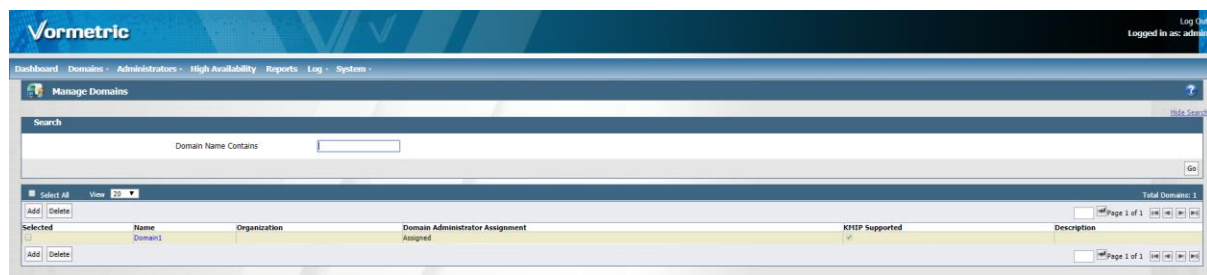 Vormetric
Log Out
Logged in as: admin
Dashboard Domains Administrators High Availability Reports Log System
Manage Domains
?
Hide Search
Search
Domain Name Contains
Go
Select All View 20 Total Domains: 1
Add Delete Page 1 of 1
Selected Name Organization Domain Administrator Assignment KMIP Supported Description
Domain1 Assigned
Add Delete Page 1 of 1